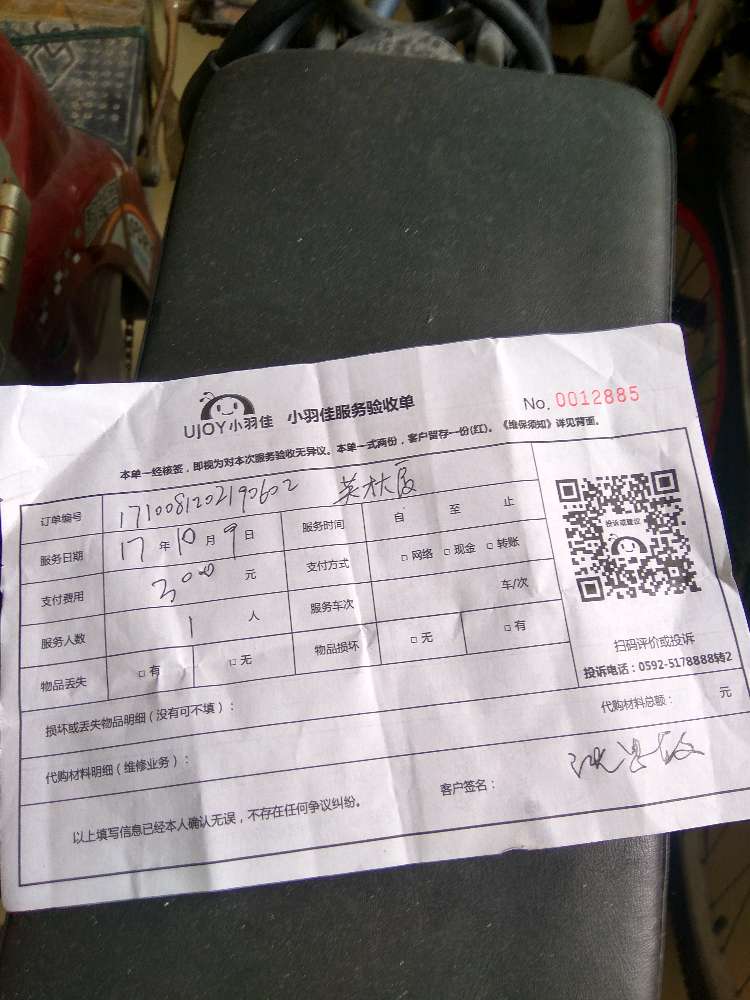 UJOY小羽佳 小羽佳服务验收单 No. 0012885
本单一经核签，即视为对本次服务验收无异议。本单一式两份，客户留存一份(红)。《维保须知》详见背面。
订单编号 1710081202190602
服务日期 17年10月9日 服务时间 自 至 止
支付费用 300 元 支付方式 □网络 □现金 □转账
服务人数 1 人 服务车次 车/次
物品丢失 □有 □无 物品损坏 □无 □有
投诉或建议
扫码评价或投诉
投诉电话：0592-5178888转2
损坏或丢失物品明细（没有可不填）：
代购材料明细（维修业务）： 代购材料总额： 元
以上填写信息已经本人确认无误，不存在任何争议纠纷。 客户签名：